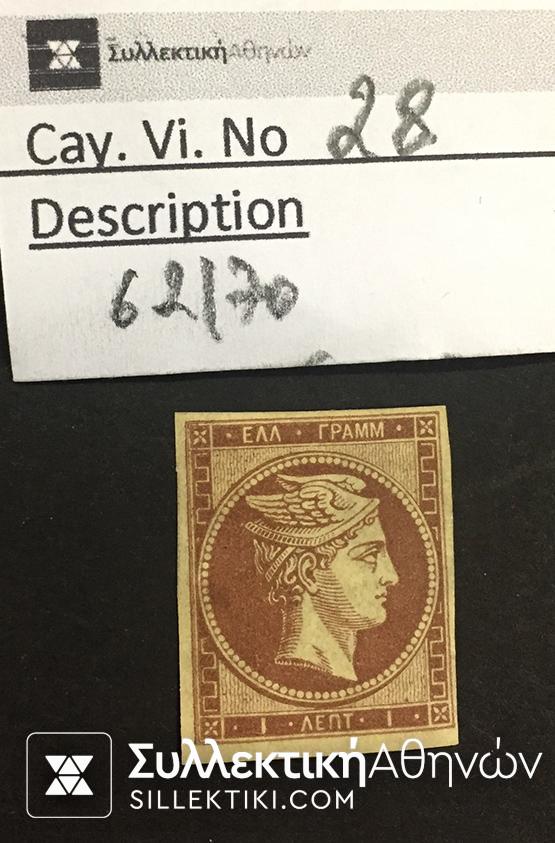 ΣυλλεκτικήΑθηνών
Cay. Vi. No 28
Description
62/70
· ΕΛΛ · ΓΡΑΜΜ ·
· 1 · ΛΕΠΤ · 1 ·
ΣυλλεκτικήΑθηνών
SILLEKTIKI.COM